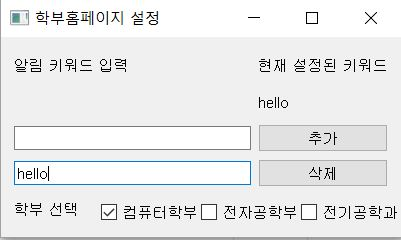 학부홈페이지 설정
알림 키워드 입력 현재 설정된 키워드
hello
추가
hello 삭제
학부 선택 컴퓨터학부 전자공학부 전기공학과